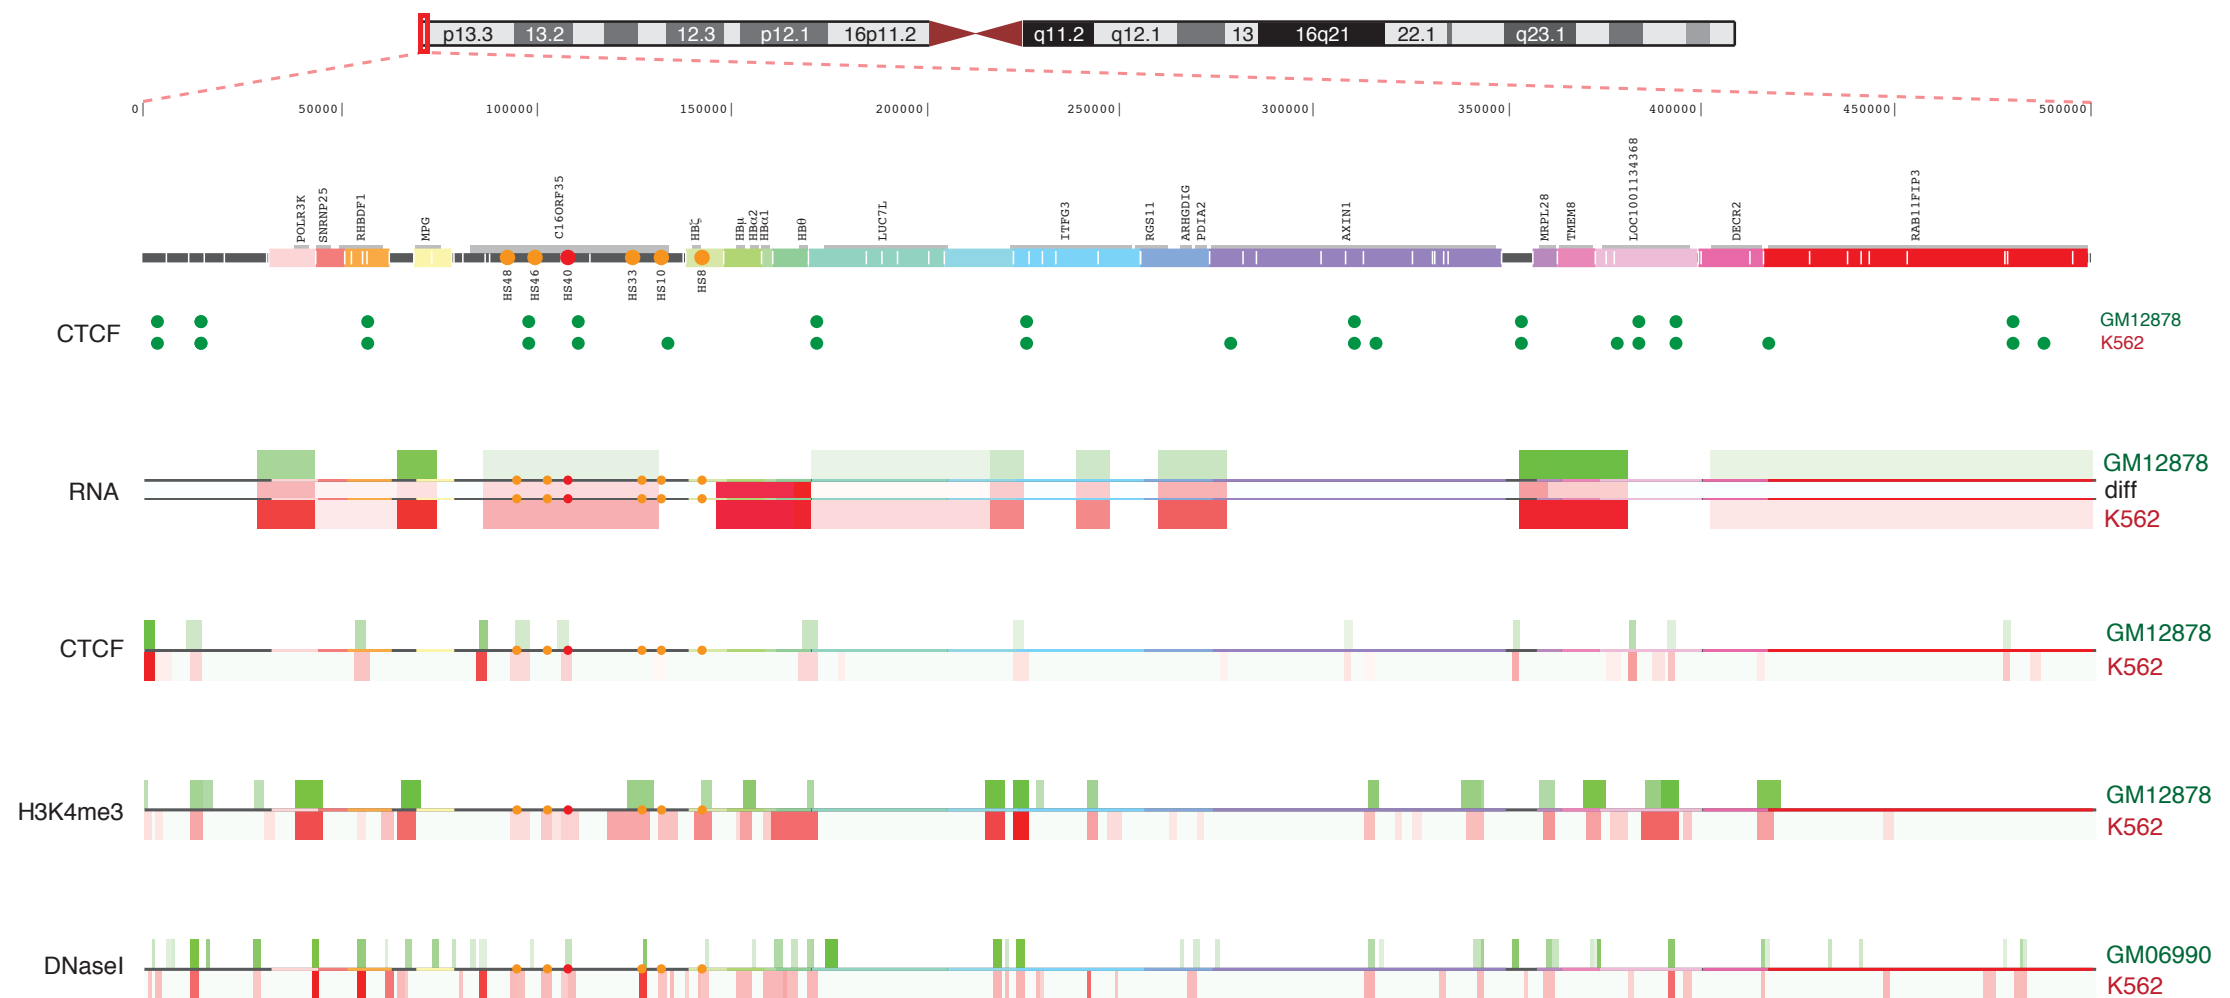 p13.3 13.2 12.3 p12.1 16p11.2 q11.2 q12.1 13 16q21 22.1 q23.1
0 50000 100000 150000 200000 250000 300000 350000 400000 450000 500000
POLR3K SNRNP25 RHBDF1 MPG C16ORF35 HBζ HBμ HBα2 HBα1 HBθ LUC7L ITFG3 RGS11 ARHGDIG PDIA2 AXIN1 MRPL28 TMEM8 LOC100134368 DECR2 RAB11FIP3
HS48 HS46 HS40 HS33 HS10 HS8
CTCF
GM12878
K562
RNA
GM12878
diff
K562
CTCF
GM12878
K562
H3K4me3
GM12878
K562
DNaseI
GM06990
K562